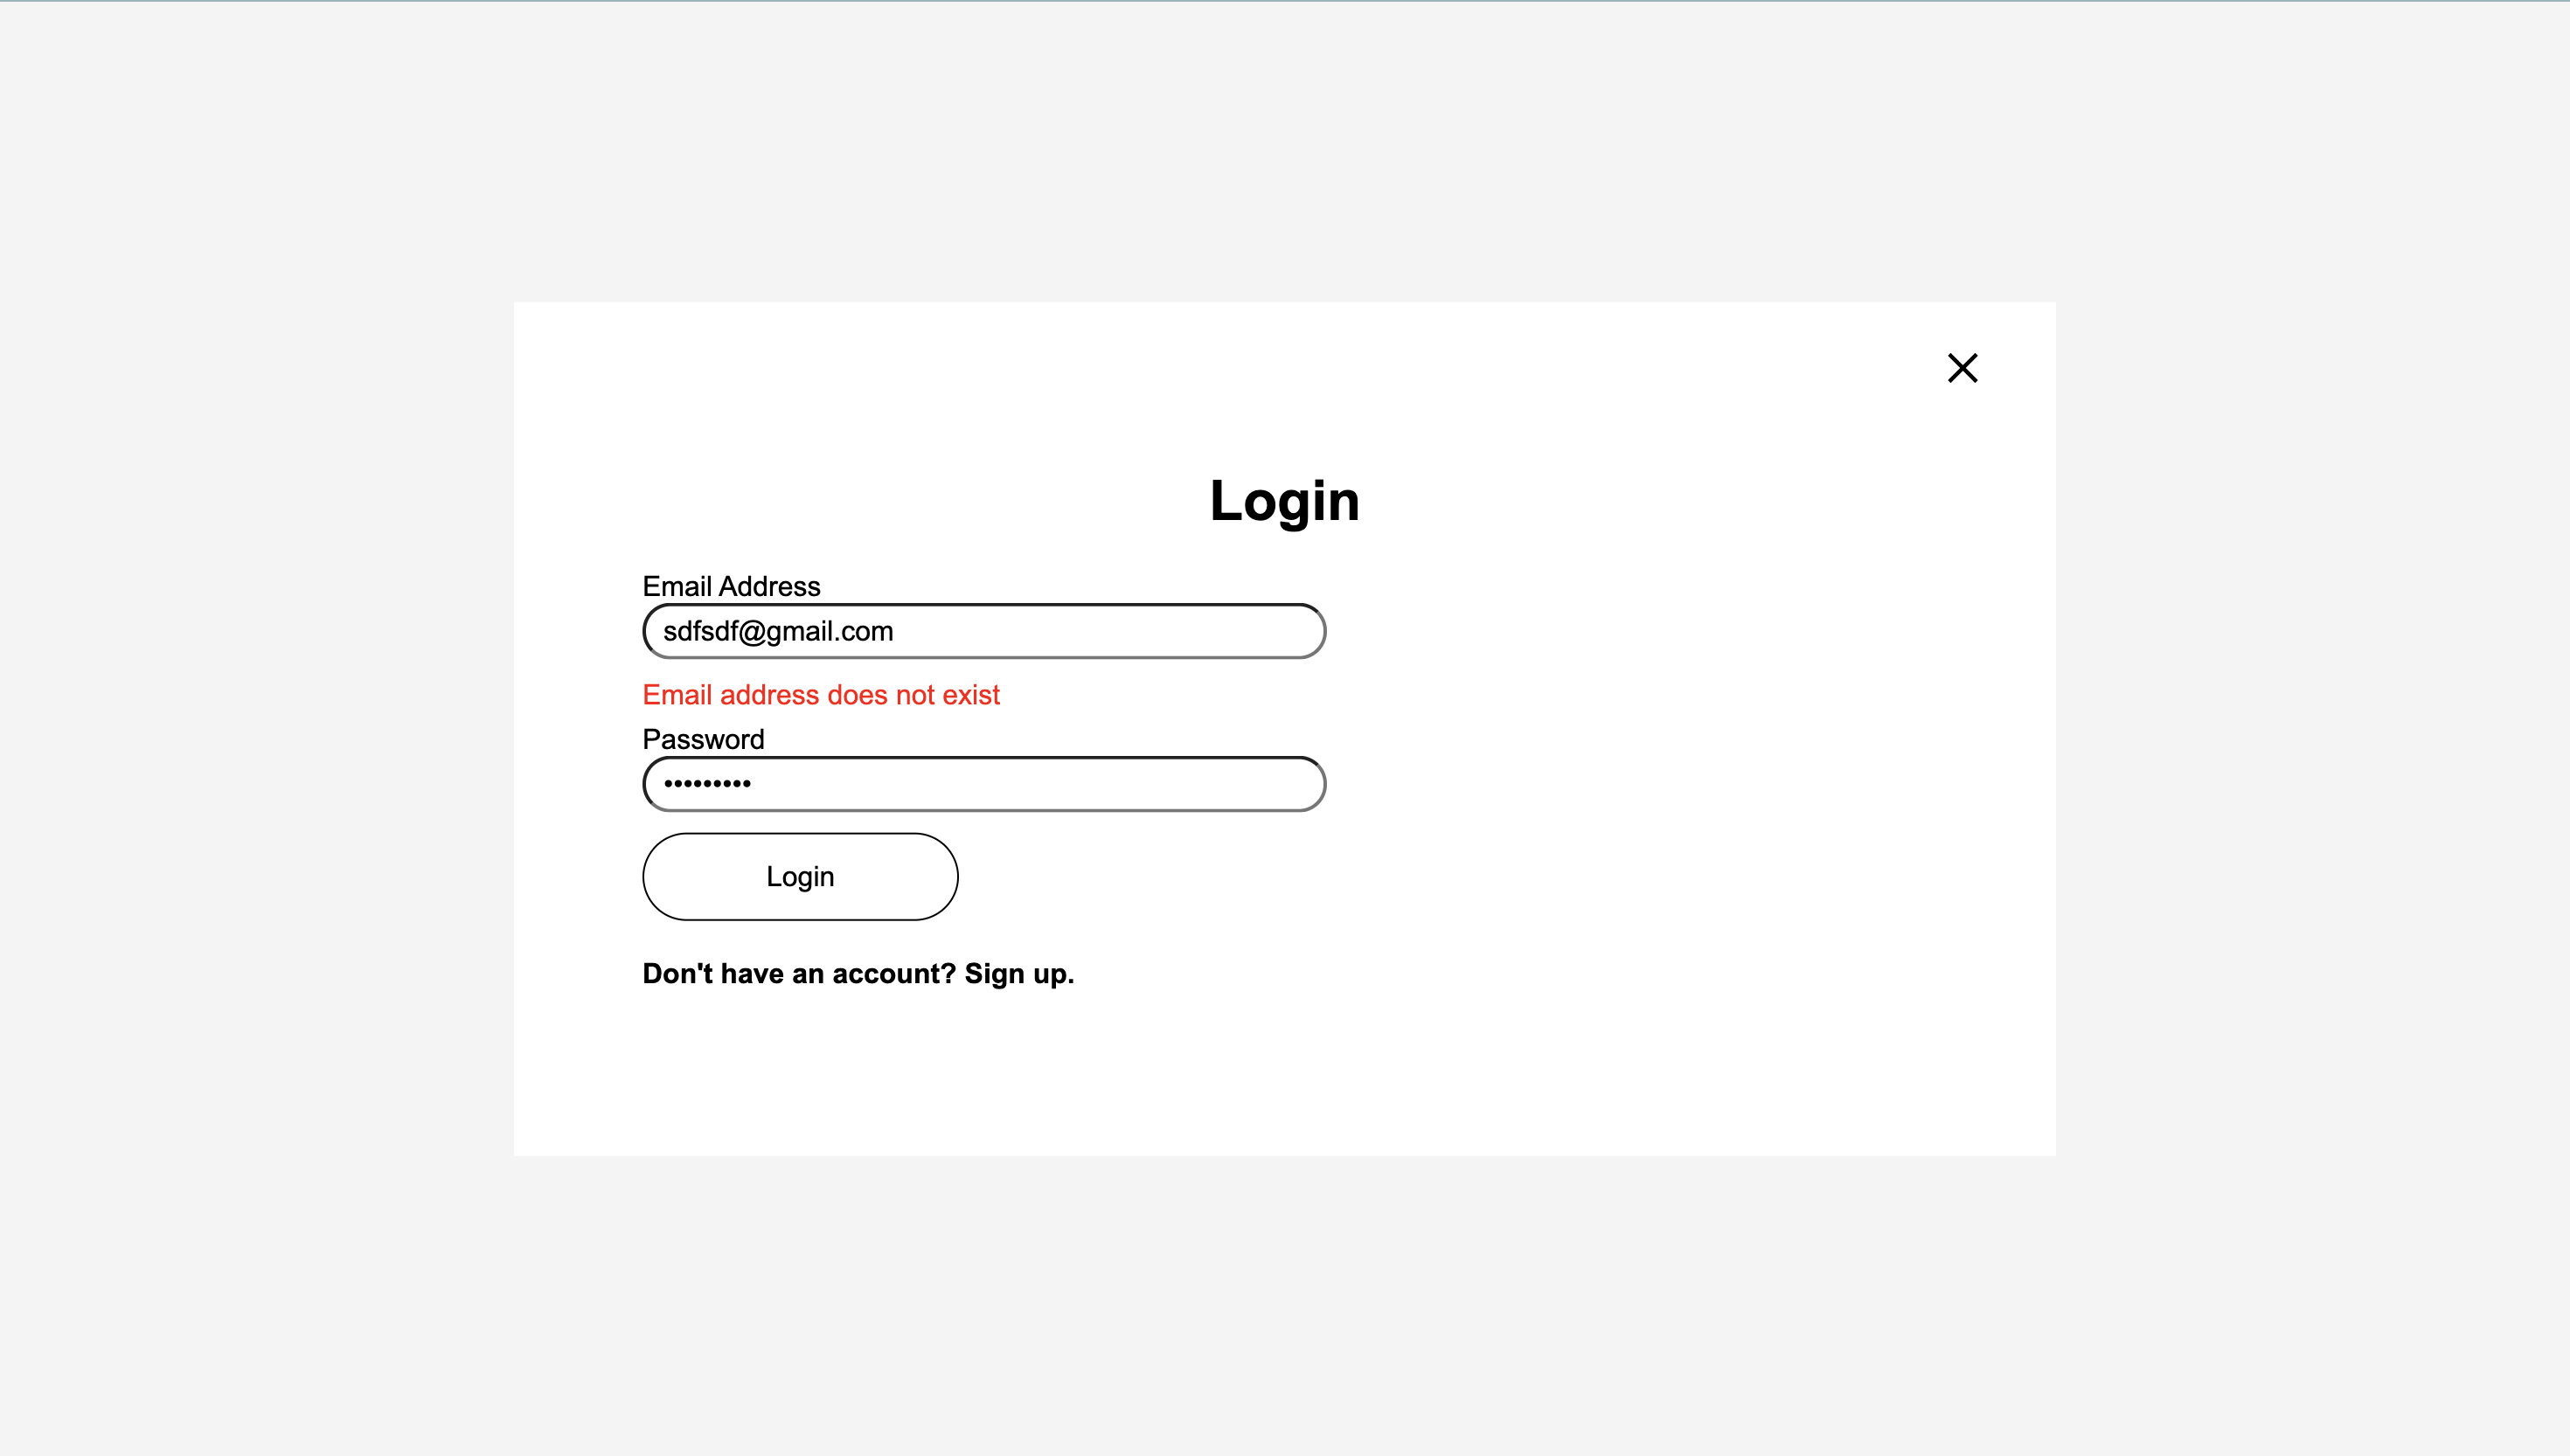 Login
Email Address
sdfsdf@gmail.com
Email address does not exist
Password
•••••••••
Login
Don't have an account? Sign up.